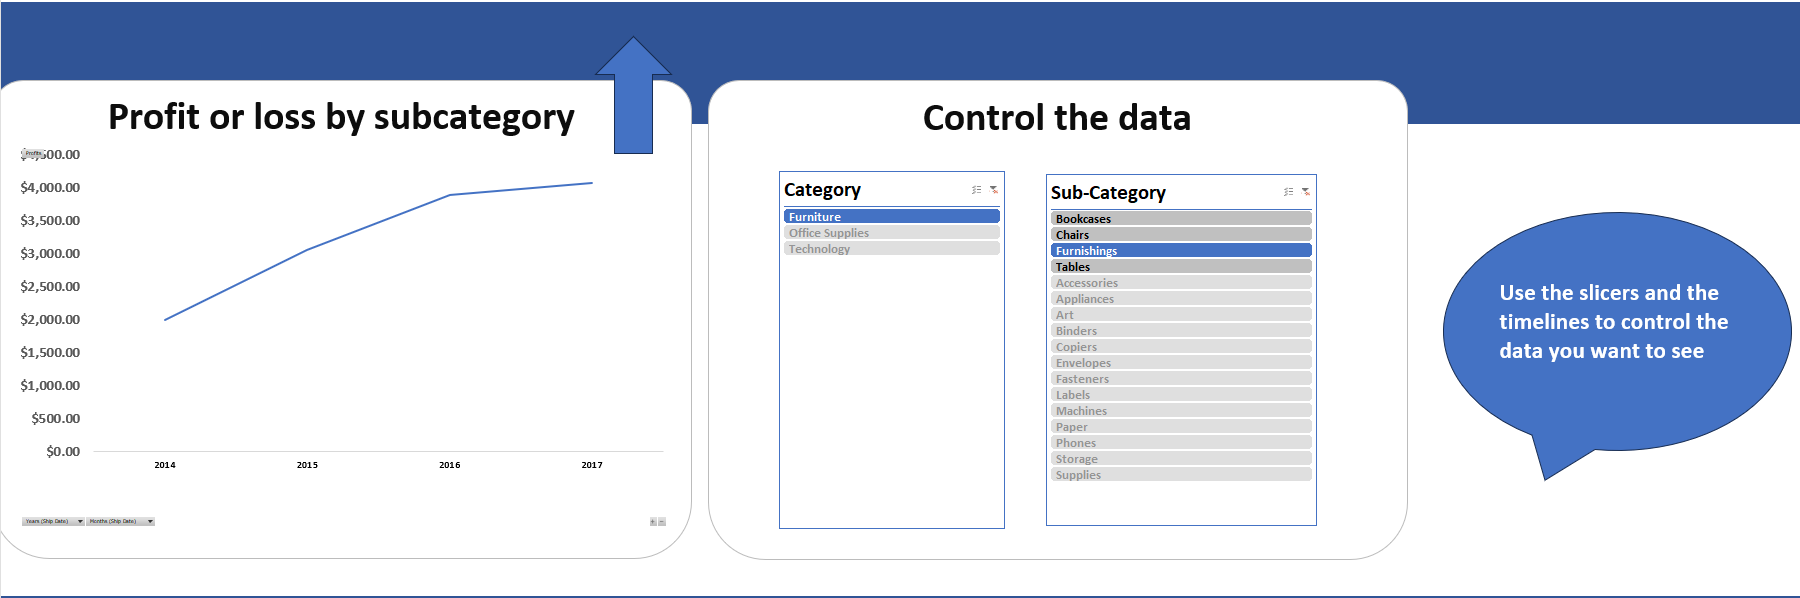 Profit or loss by subcategory
Profits
$4,000.00
$3,500.00
$3,000.00
$2,500.00
$2,000.00
$1,500.00
$1,000.00
$500.00
$0.00
2014 2015 2016 2017
Years (Ship Date) Months (Ship Date)
Control the data
Category
Furniture
Office Supplies
Technology
Sub-Category
Bookcases
Chairs
Furnishings
Tables
Accessories
Appliances
Art
Binders
Copiers
Envelopes
Fasteners
Labels
Machines
Paper
Phones
Storage
Supplies
Use the slicers and the
timelines to control the
data you want to see